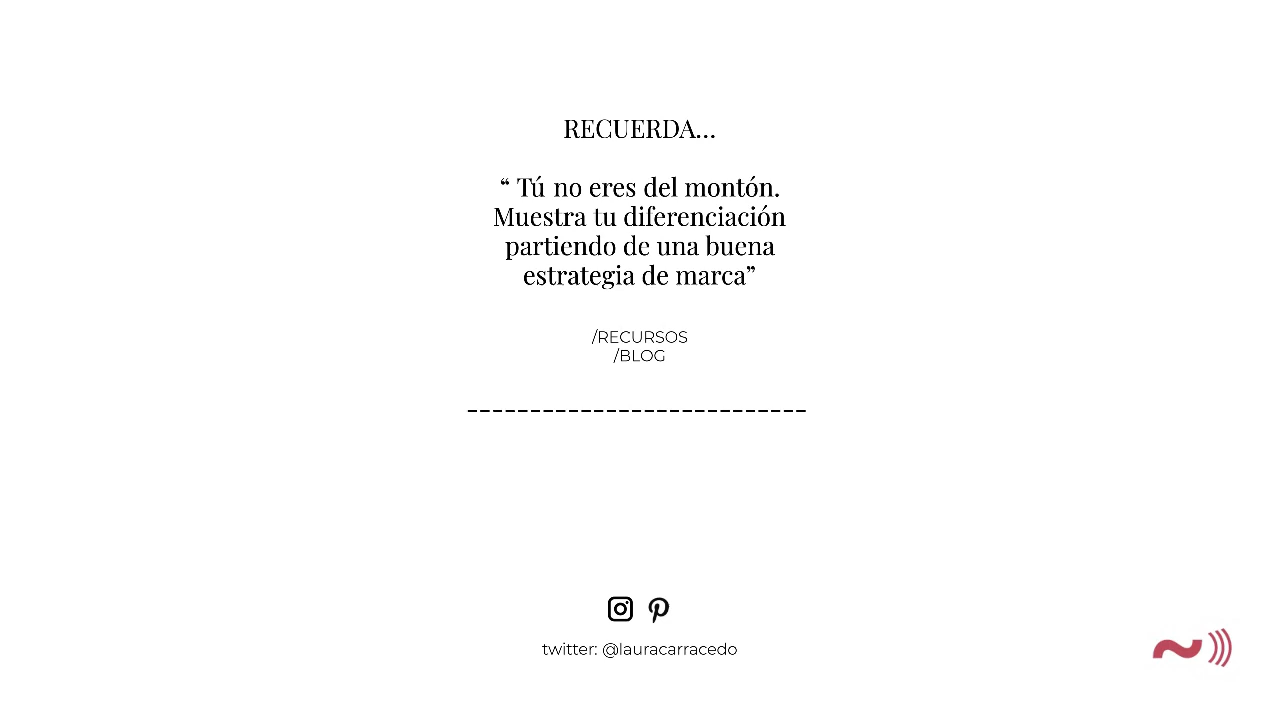 RECUERDA...
“ Tú no eres del montón.
Muestra tu diferenciación
partiendo de una buena
estrategia de marca”
/RECURSOS
/BLOG
---------------------------
twitter: @lauracarracedo